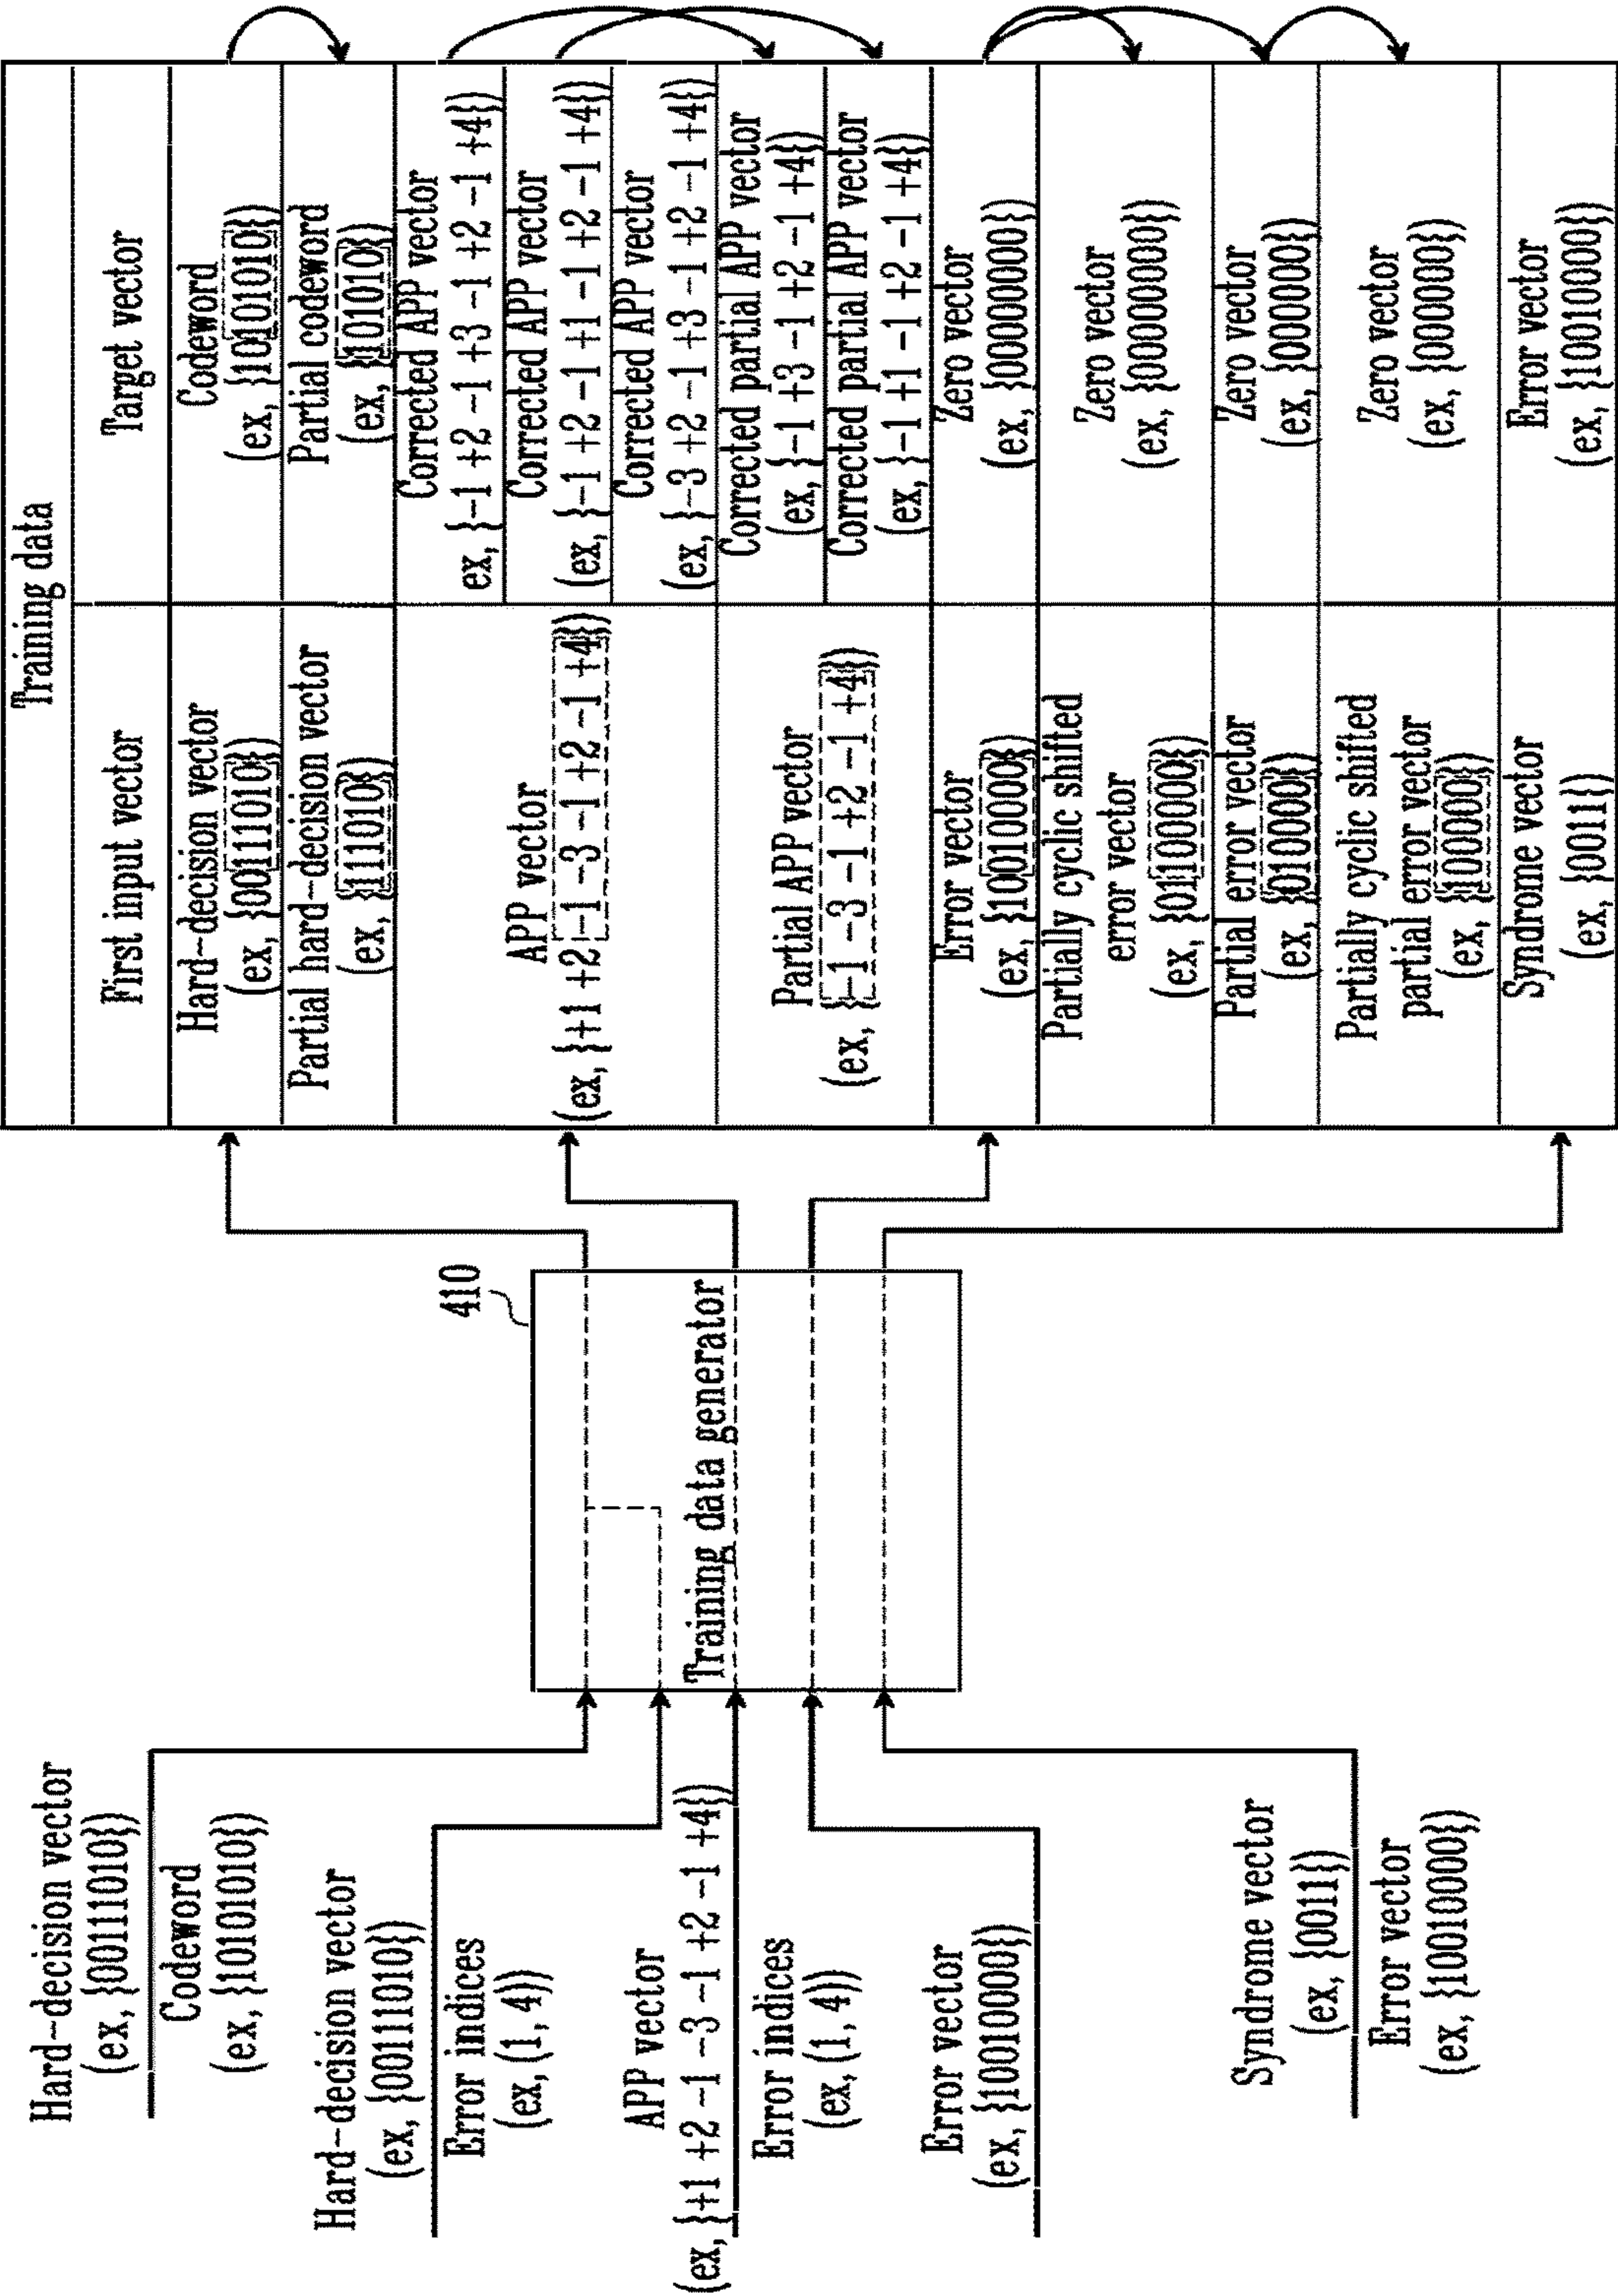 Hard-decision vector
(ex, {00111010})
Codeword
(ex, {10101010})
Hard-decision vector
(ex, {00111010})
Error indices
(ex, (1, 4))
APP vector
(ex, {+1 +2 -1 -3 -1 +2 -1 +4})
Error indices
(ex, (1, 4))
Error vector
(ex, {10010000})
Syndrome vector
(ex, {0011})
Error vector
(ex, {10010000})
410
Training data generator
Training data
First input vector
Target vector
Hard-decision vector
(ex, {00111010})
Codeword
(ex, {10101010})
Partial hard-decision vector
(ex, {111010})
Partial codeword
(ex, {101010})
APP vector
(ex, {+1 +2 -1 -3 -1 +2 -1 +4})
Corrected APP vector
ex, {-1 +2 -1 +3 -1 +2 -1 +4})
Corrected APP vector
(ex, {-1 +2 -1 +1 -1 +2 -1 +4})
Corrected APP vector
(ex, {-3 +2 -1 +3 -1 +2 -1 +4})
Partial APP vector
(ex, {-1 -3 -1 +2 -1 +4})
Corrected partial APP vector
(ex, {-1 +3 -1 +2 -1 +4})
Corrected partial APP vector
(ex, {-1 +1 -1 +2 -1 +4})
Error vector
(ex, {10010000})
Zero vector
(ex, {00000000})
Partially cyclic shifted
error vector
(ex, {01100000})
Zero vector
(ex, {00000000})
Partial error vector
(ex, {010000})
Zero vector
(ex, {000000})
Partially cyclic shifted
partial error vector
(ex, {100000})
Zero vector
(ex, {000000})
Syndrome vector
(ex, {0011})
Error vector
(ex, {10010000})